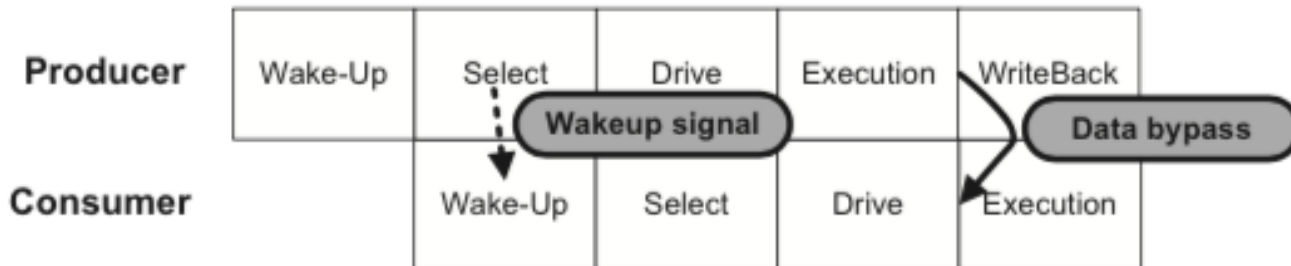 Producer Wake-Up Select Drive Execution WriteBack
Wakeup signal Data bypass
Consumer Wake-Up Select Drive Execution